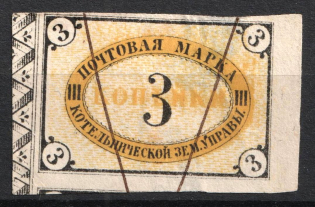 3 3
ПОЧТОВАЯ МАРКА
КОПѢЙКИ
3
КОТЕЛЬНИЧЕСКОЙ ЗЕМ. УПРАВЫ.
3 3